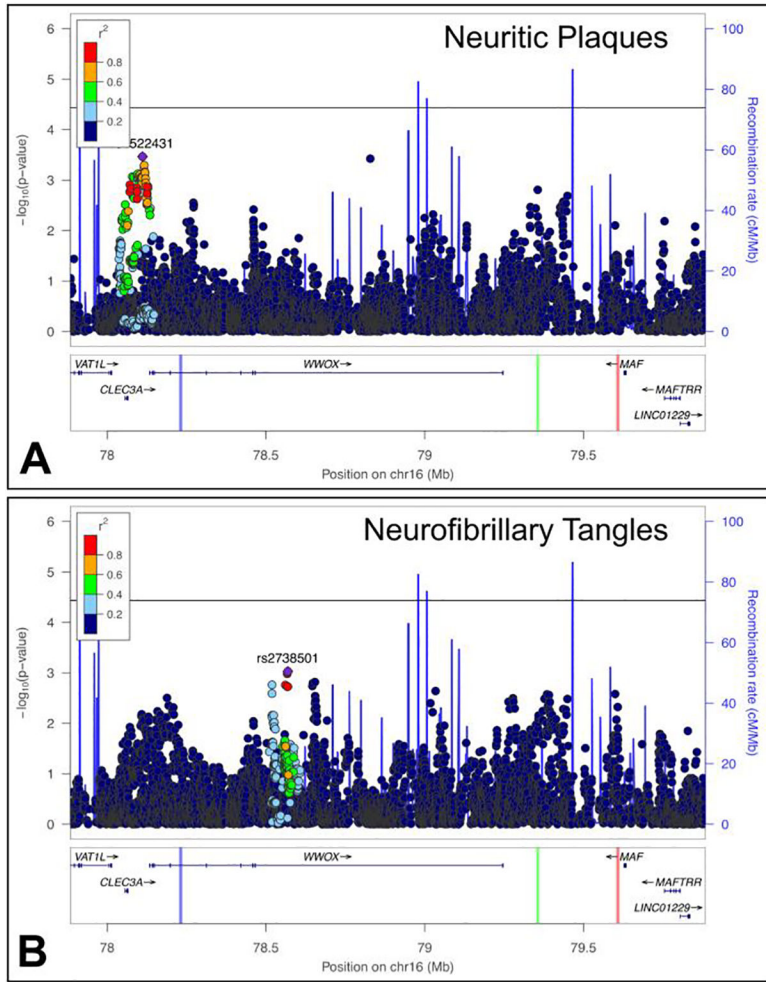 Neuritic Plaques
r²
0.8
0.6
0.4
0.2
522431
6
5
4
3
2
1
0
−log₁₀(p−value)
100
80
60
40
20
0
Recombination rate (cM/Mb)
VAT1L→
WWOX→
←MAF
CLEC3A→
←MAFTRR
LINC01229→
78
78.5
79
79.5
Position on chr16 (Mb)
A
Neurofibrillary Tangles
r²
0.8
0.6
0.4
0.2
rs2738501
6
5
4
3
2
1
0
−log₁₀(p−value)
100
80
60
40
20
0
Recombination rate (cM/Mb)
VAT1L→
WWOX→
←MAF
CLEC3A→
←MAFTRR
LINC01229→
78
78.5
79
79.5
Position on chr16 (Mb)
B